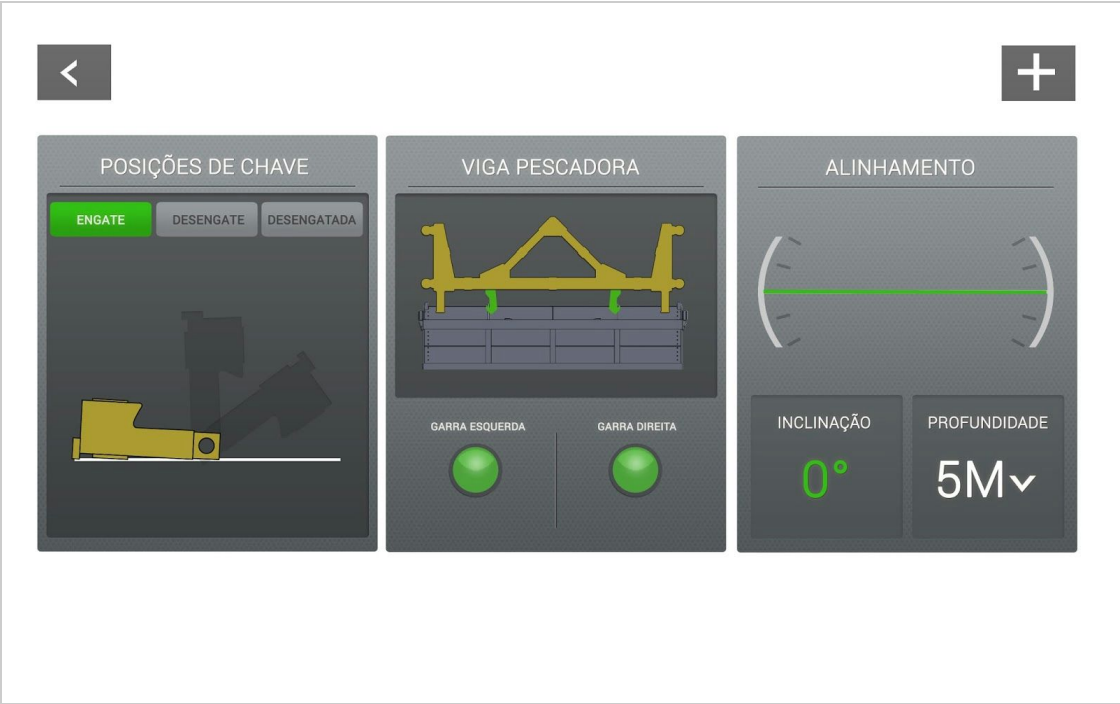 POSIÇÕES DE CHAVE
ENGATE
DESENGATE
DESENGATADA
VIGA PESCADORA
GARRA ESQUERDA
GARRA DIREITA
ALINHAMENTO
INCLINAÇÃO
0°
PROFUNDIDADE
5M